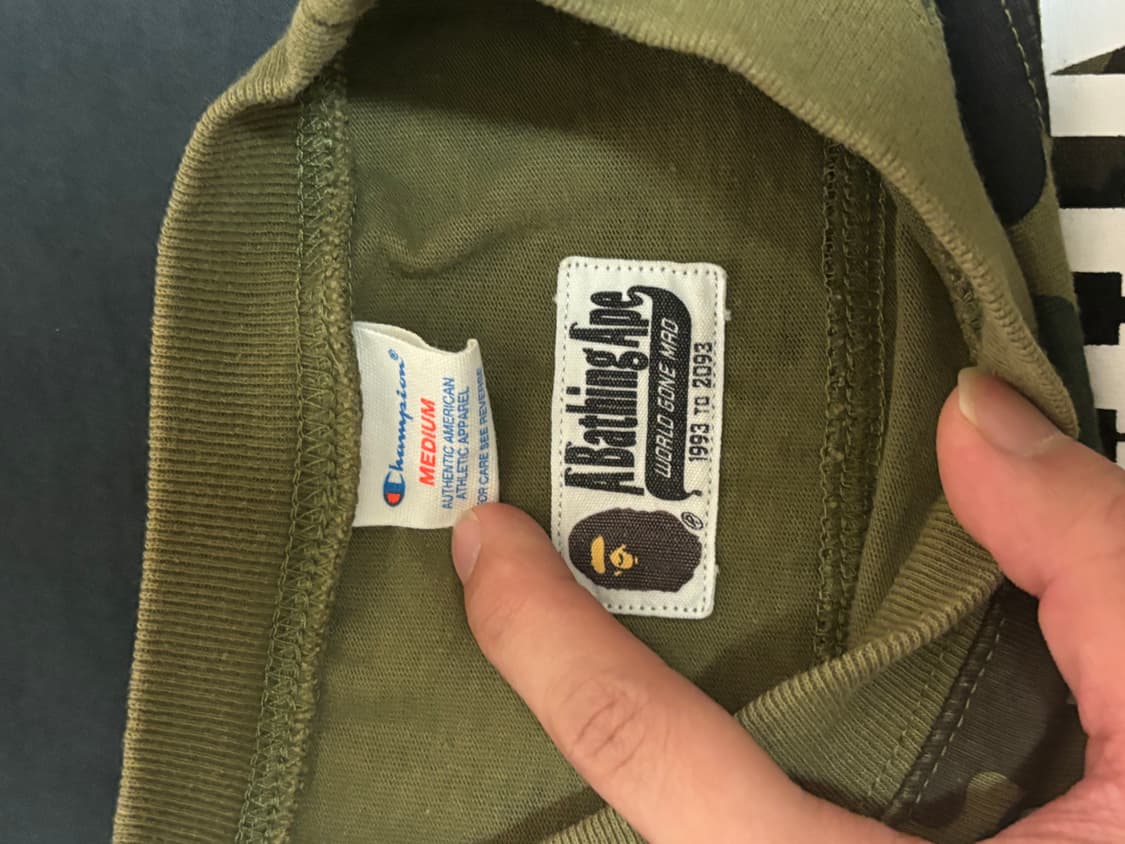 Champion®
MEDIUM
AUTHENTIC AMERICAN
ATHLETIC APPAREL
FOR CARE SEE REVERSE
A Bathing Ape
WORLD GONE MAD
1993 TO 2093
®